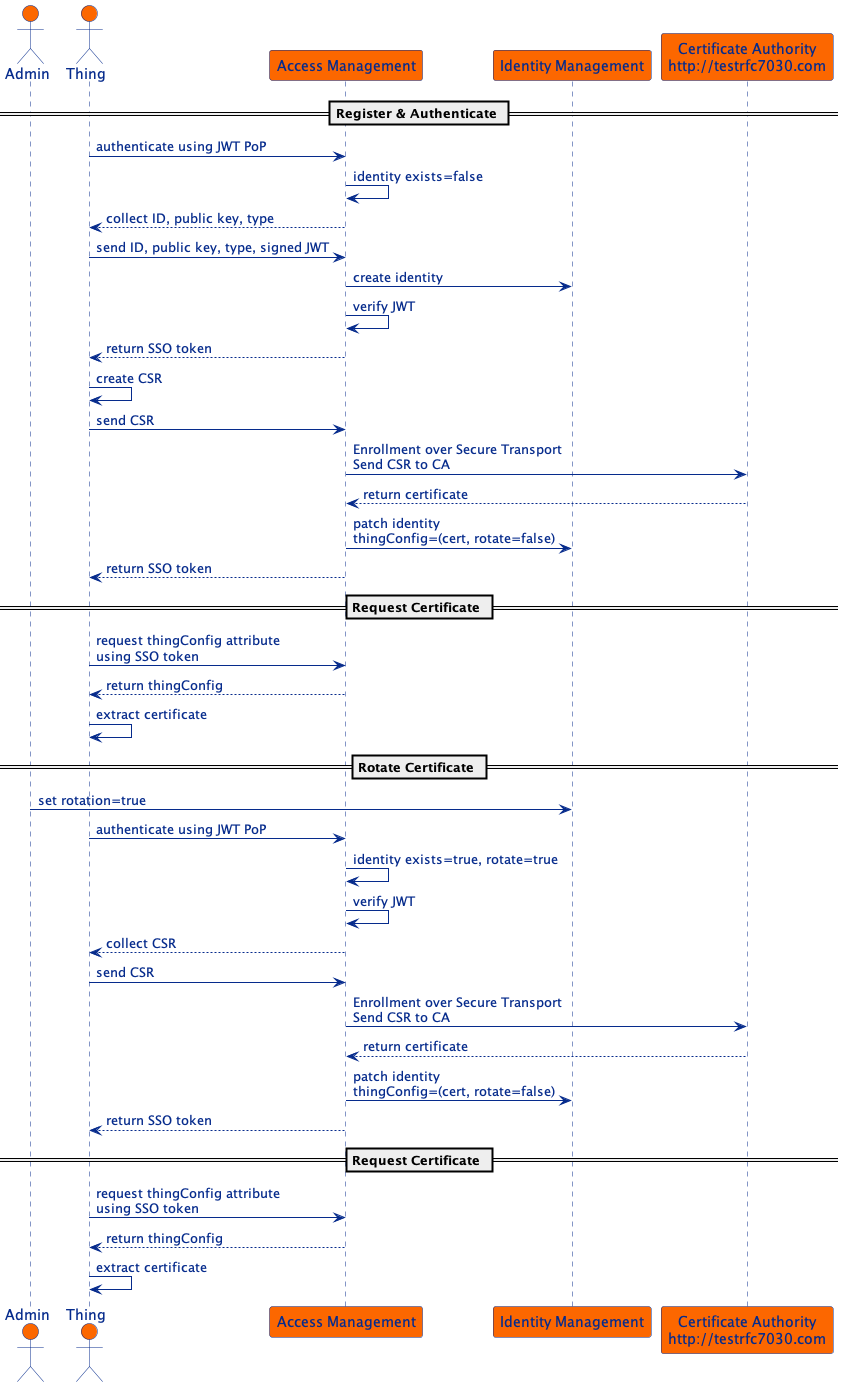 Admin
Thing
Access Management
Identity Management
Certificate Authority
http://testrfc7030.com
Register & Authenticate
authenticate using JWT PoP
identity exists=false
collect ID, public key, type
send ID, public key, type, signed JWT
create identity
verify JWT
return SSO token
create CSR
send CSR
Enrollment over Secure Transport
Send CSR to CA
return certificate
patch identity
thingConfig=(cert, rotate=false)
return SSO token
Request Certificate
request thingConfig attribute
using SSO token
return thingConfig
extract certificate
Rotate Certificate
set rotation=true
authenticate using JWT PoP
identity exists=true, rotate=true
verify JWT
collect CSR
send CSR
Enrollment over Secure Transport
Send CSR to CA
return certificate
patch identity
thingConfig=(cert, rotate=false)
return SSO token
Request Certificate
request thingConfig attribute
using SSO token
return thingConfig
extract certificate
Admin
Thing
Access Management
Identity Management
Certificate Authority
http://testrfc7030.com